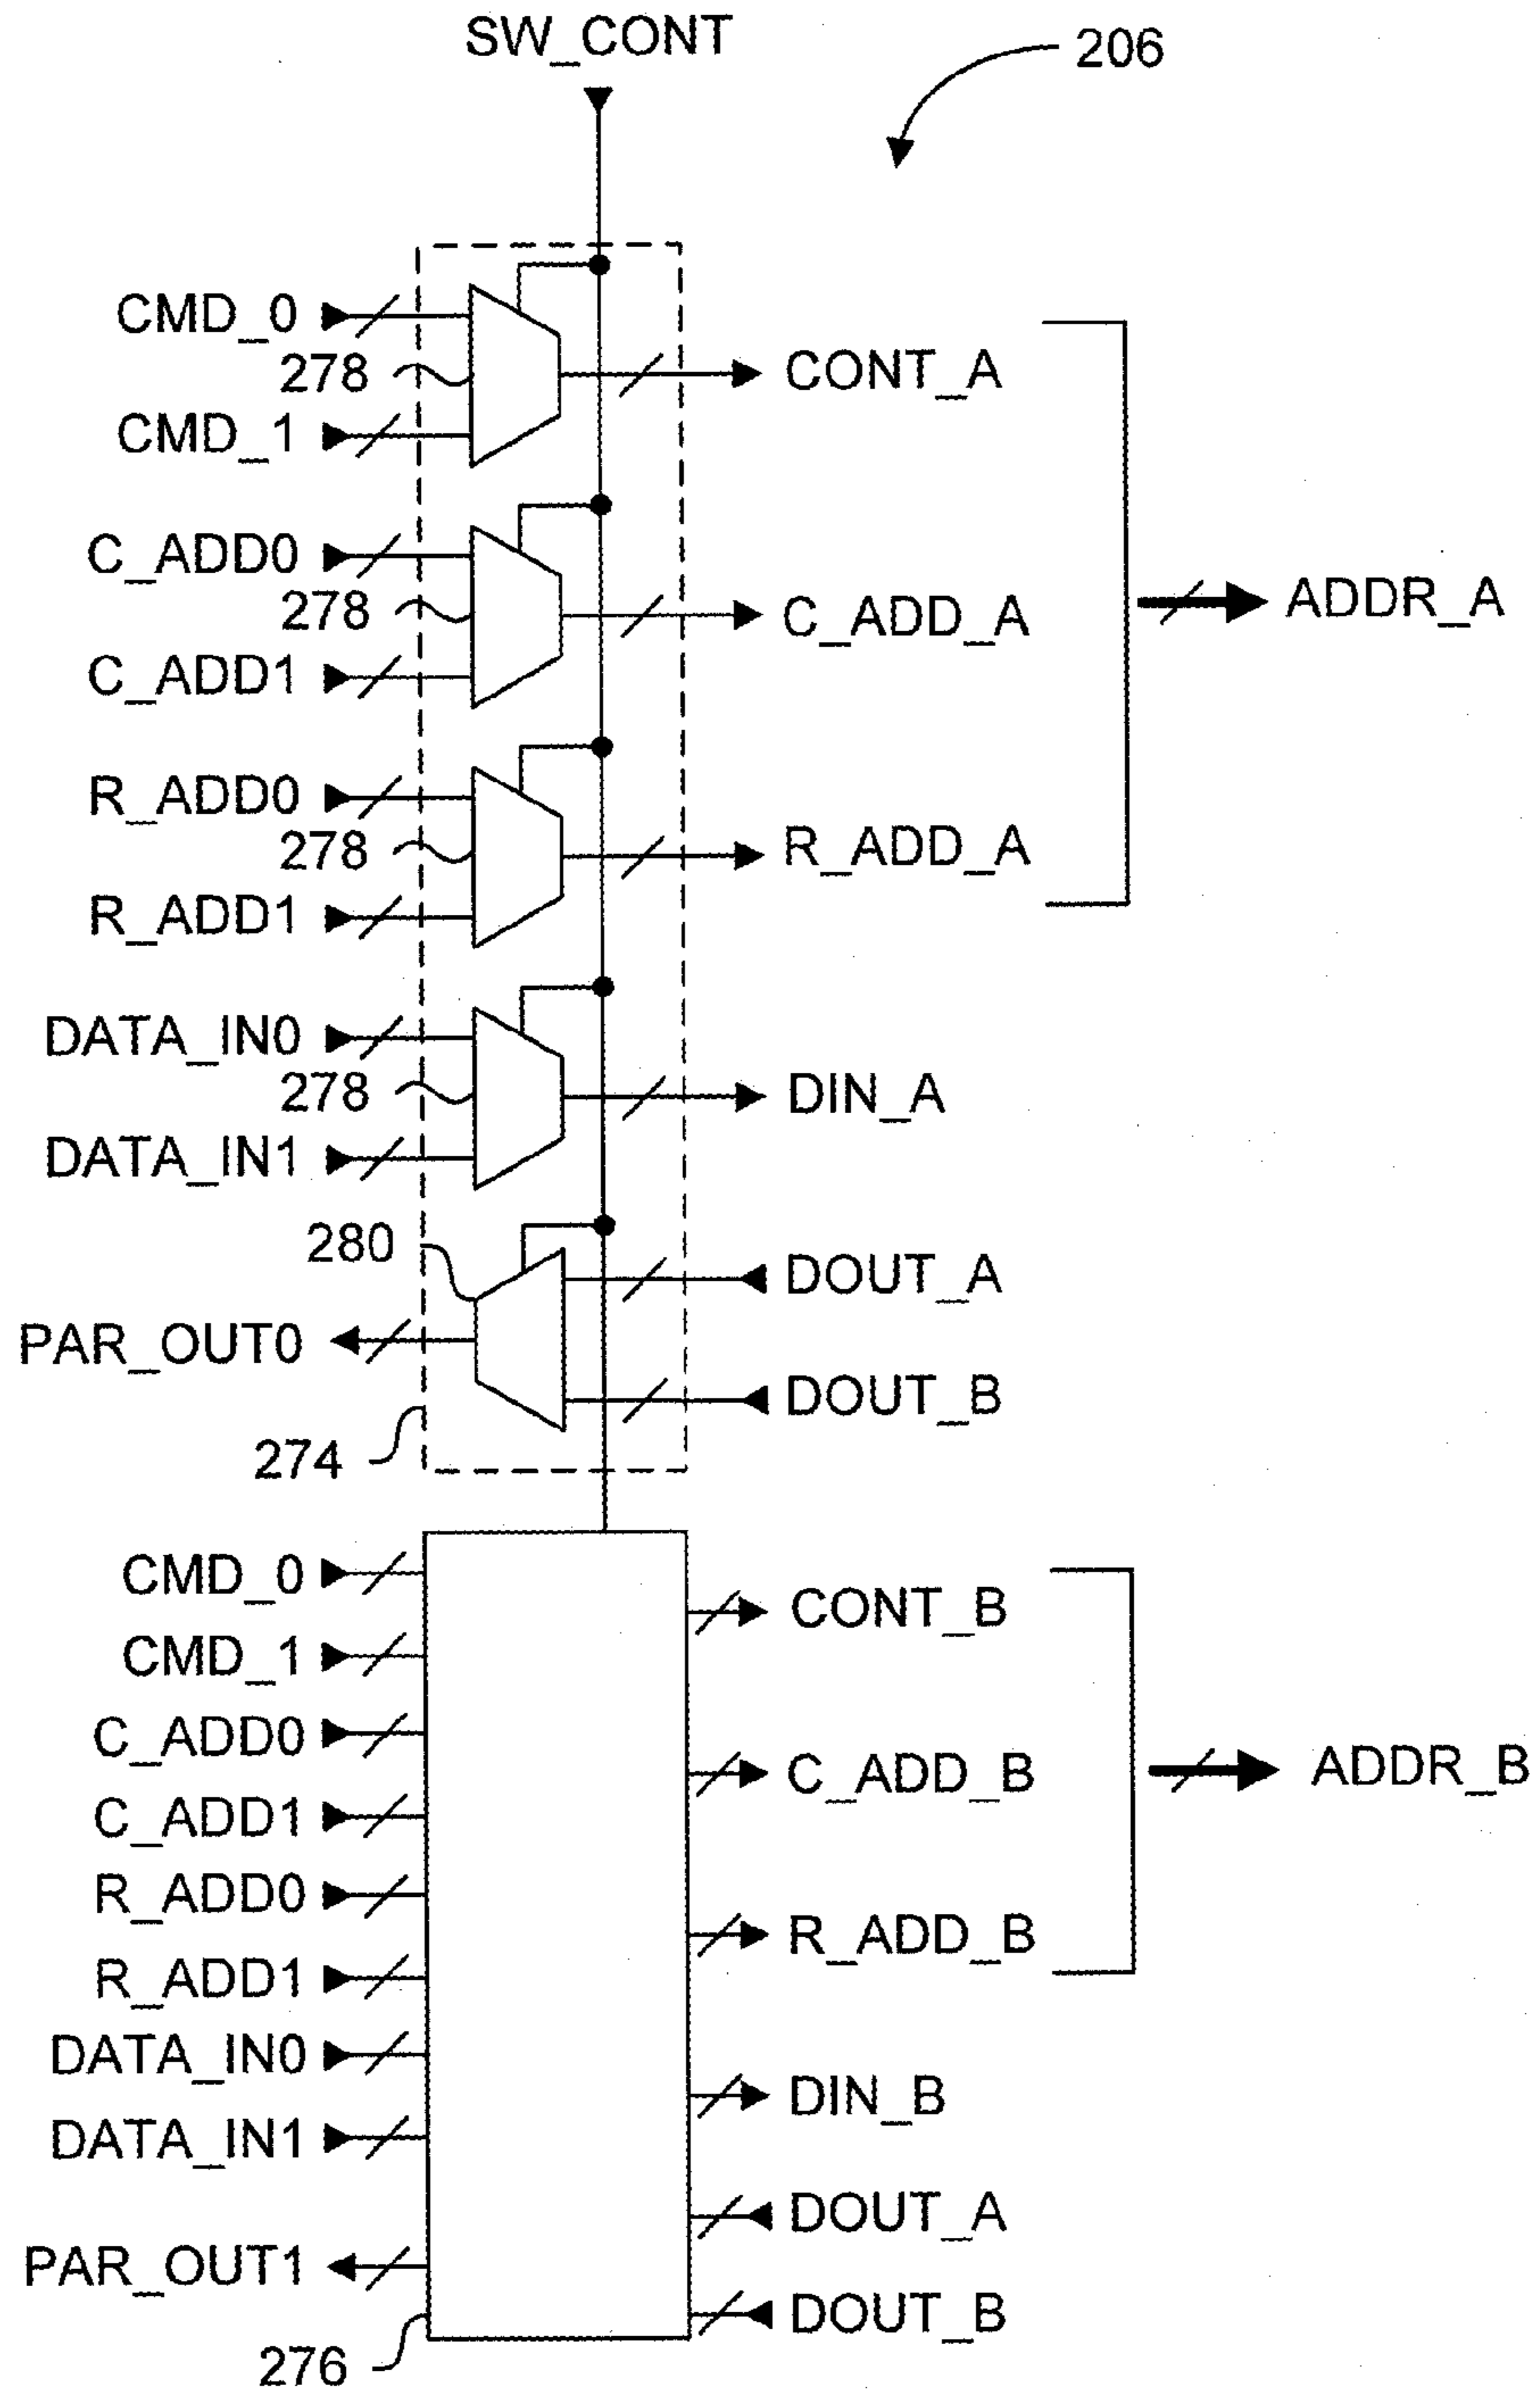 SW_CONT
206
CMD_0
278
CMD_1
CONT_A
C_ADD0
278
C_ADD1
C_ADD_A
ADDR_A
R_ADD0
278
R_ADD1
R_ADD_A
DATA_IN0
278
DATA_IN1
DIN_A
280
DOUT_A
PAR_OUT0
DOUT_B
274
CMD_0
CONT_B
CMD_1
C_ADD0
C_ADD_B
ADDR_B
C_ADD1
R_ADD0
R_ADD_B
R_ADD1
DATA_IN0
DIN_B
DATA_IN1
DOUT_A
PAR_OUT1
DOUT_B
276